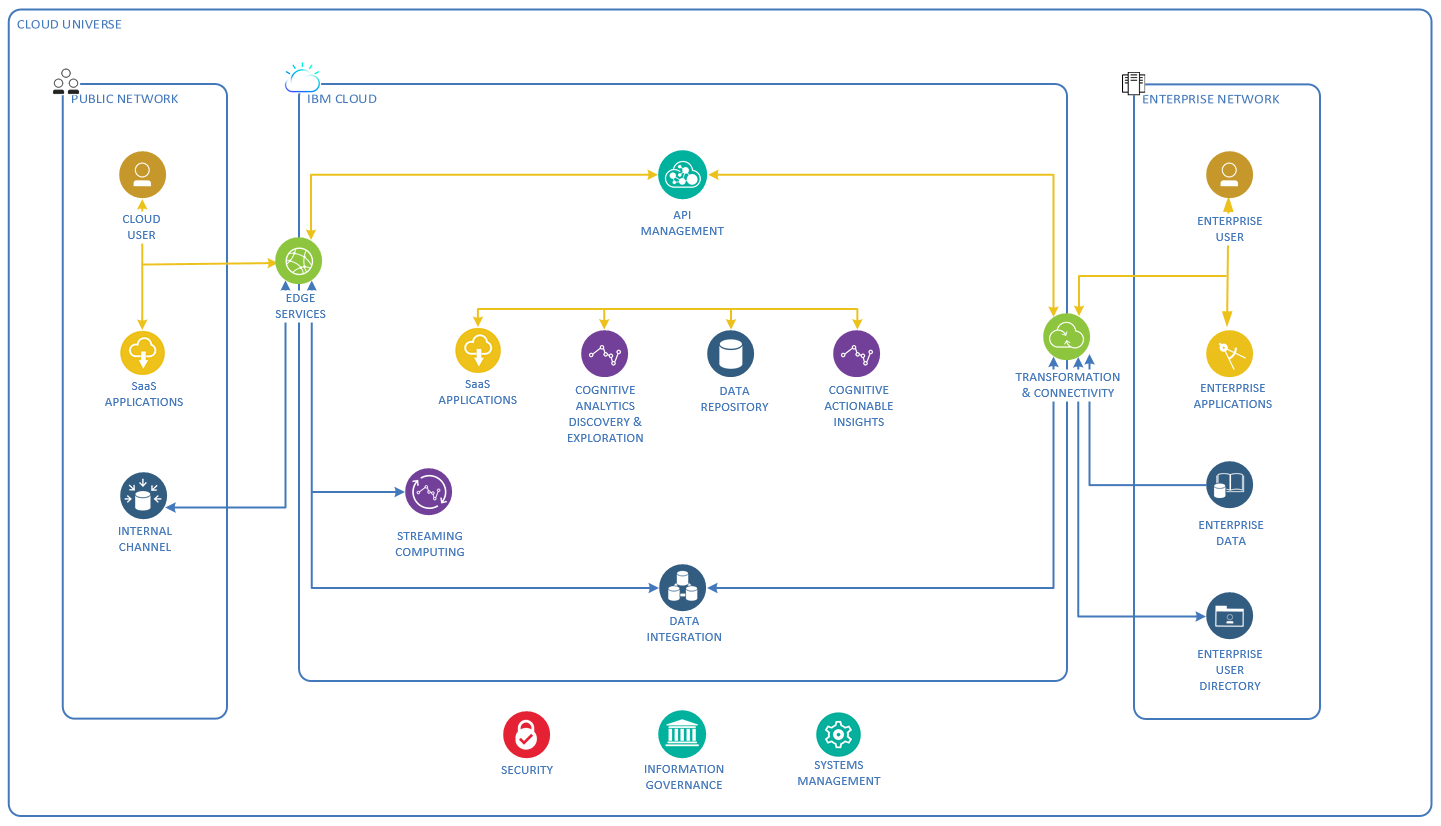 CLOUD UNIVERSE
PUBLIC NETWORK
CLOUD
USER
SaaS
APPLICATIONS
INTERNAL
CHANNEL
IBM CLOUD
EDGE
SERVICES
API
MANAGEMENT
SaaS
APPLICATIONS
COGNITIVE
ANALYTICS
DISCOVERY &
EXPLORATION
DATA
REPOSITORY
COGNITIVE
ACTIONABLE
INSIGHTS
TRANSFORMATION
& CONNECTIVITY
STREAMING
COMPUTING
DATA
INTEGRATION
ENTERPRISE NETWORK
ENTERPRISE
USER
ENTERPRISE
APPLICATIONS
ENTERPRISE
DATA
ENTERPRISE
USER
DIRECTORY
SECURITY
INFORMATION
GOVERNANCE
SYSTEMS
MANAGEMENT